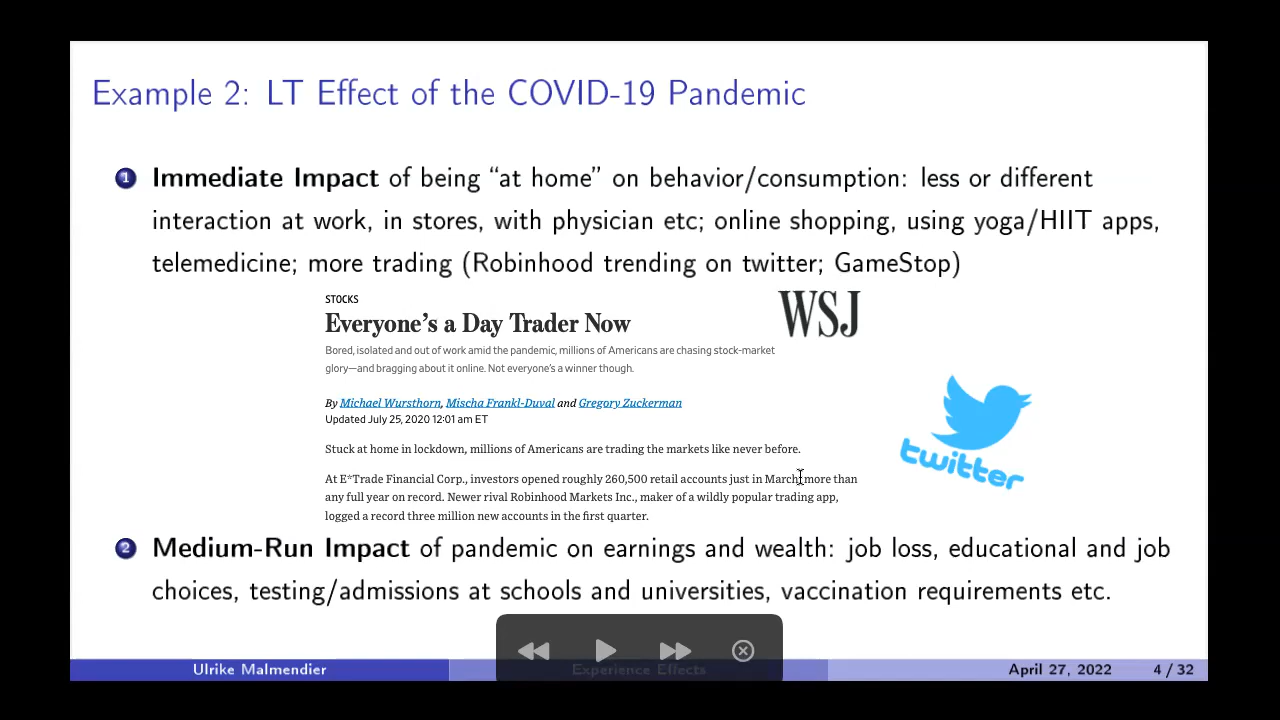 Example 2: LT Effect of the COVID-19 Pandemic
1 Immediate Impact of being “at home” on behavior/consumption: less or different
interaction at work, in stores, with physician etc; online shopping, using yoga/HIIT apps,
telemedicine; more trading (Robinhood trending on twitter; GameStop)
STOCKS
Everyone’s a Day Trader Now
WSJ
Bored, isolated and out of work amid the pandemic, millions of Americans are chasing stock-market
glory—and bragging about it online. Not everyone’s a winner though.
By Michael Wursthorn, Mischa Frankl-Duval and Gregory Zuckerman
Updated July 25, 2020 12:01 am ET
twitter
Stuck at home in lockdown, millions of Americans are trading the markets like never before.
At E*Trade Financial Corp., investors opened roughly 260,500 retail accounts just in March, more than
any full year on record. Newer rival Robinhood Markets Inc., maker of a wildly popular trading app,
logged a record three million new accounts in the first quarter.
2 Medium-Run Impact of pandemic on earnings and wealth: job loss, educational and job
choices, testing/admissions at schools and universities, vaccination requirements etc.
Ulrike Malmendier Experience Effects April 27, 2022 4 / 32